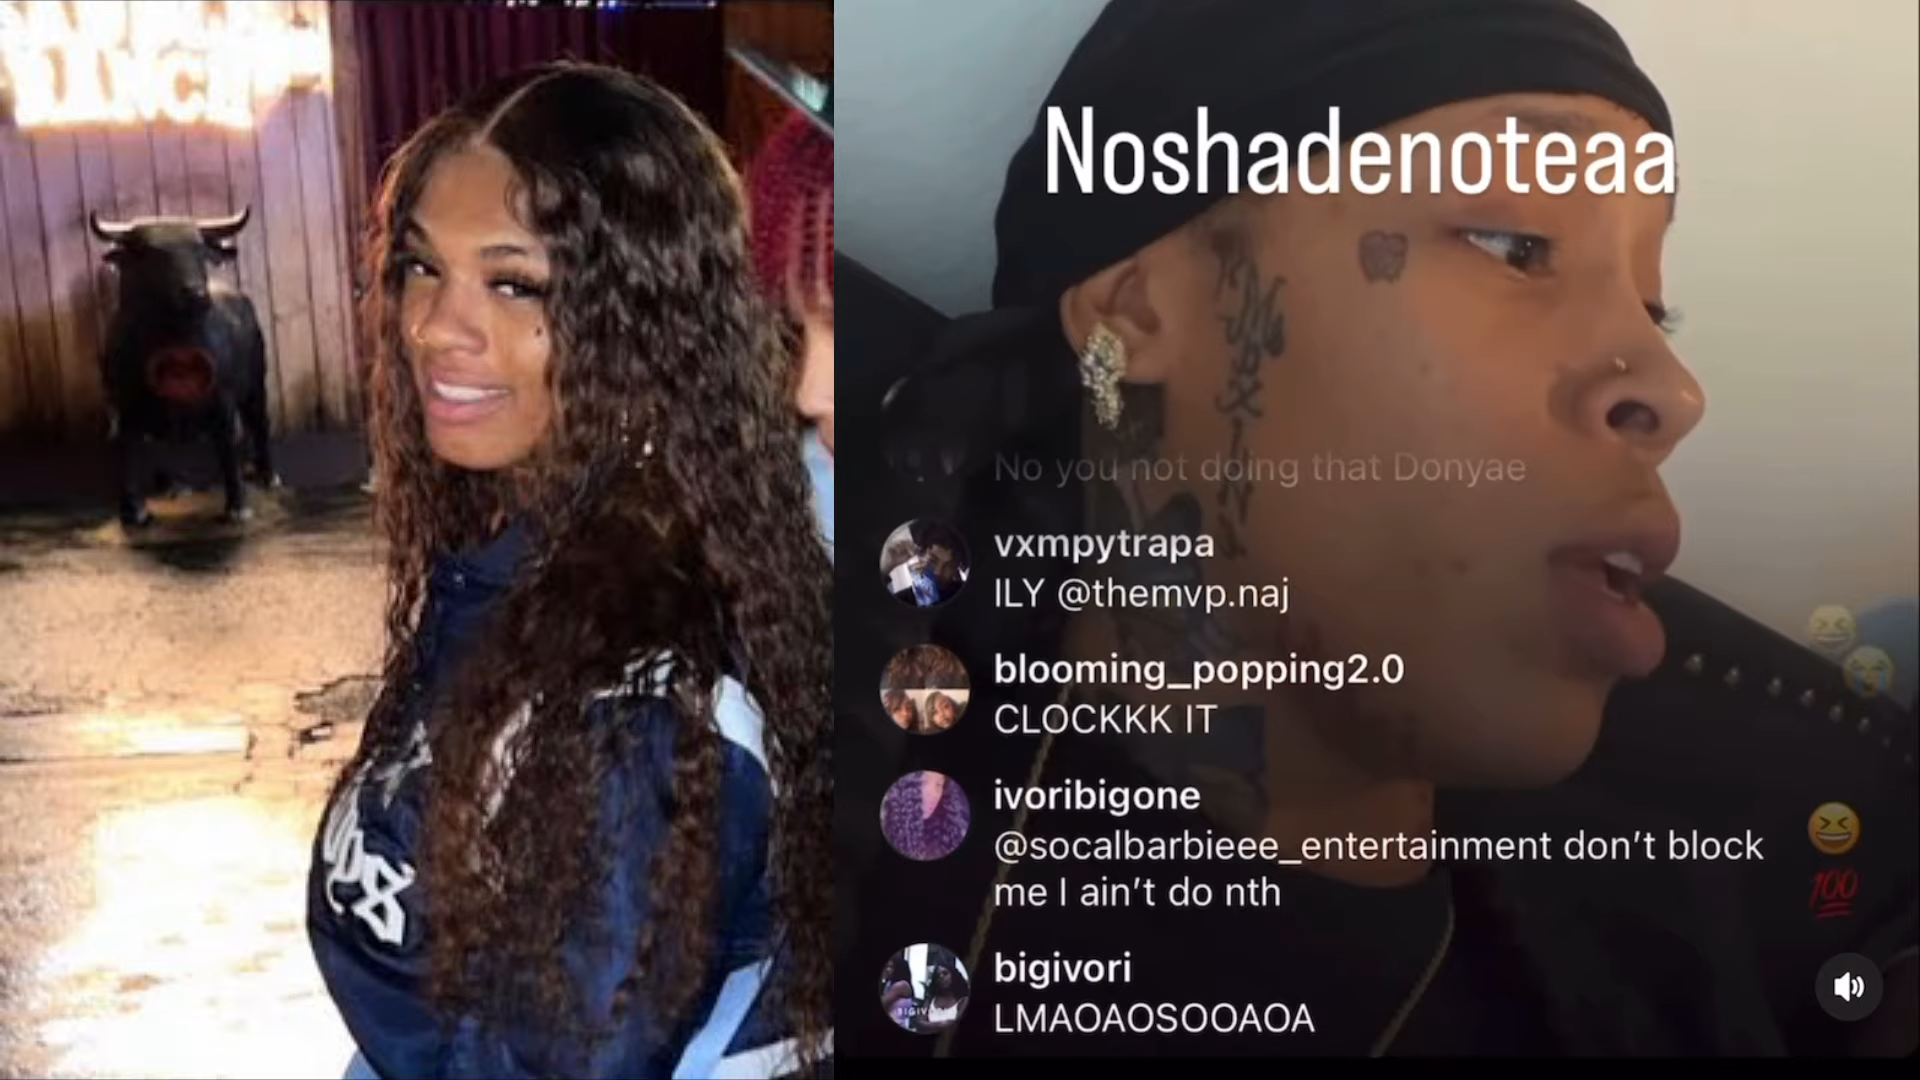 Noshadenoteaa
No you not doing that Donyae
vxmpytrapa
ILY @themvp.naj
blooming_popping2.0
CLOCKKK IT
ivoribigone
@socalbarbieee_entertainment don't block
me I ain't do nth
bigivori
LMAOAOSOOAOA